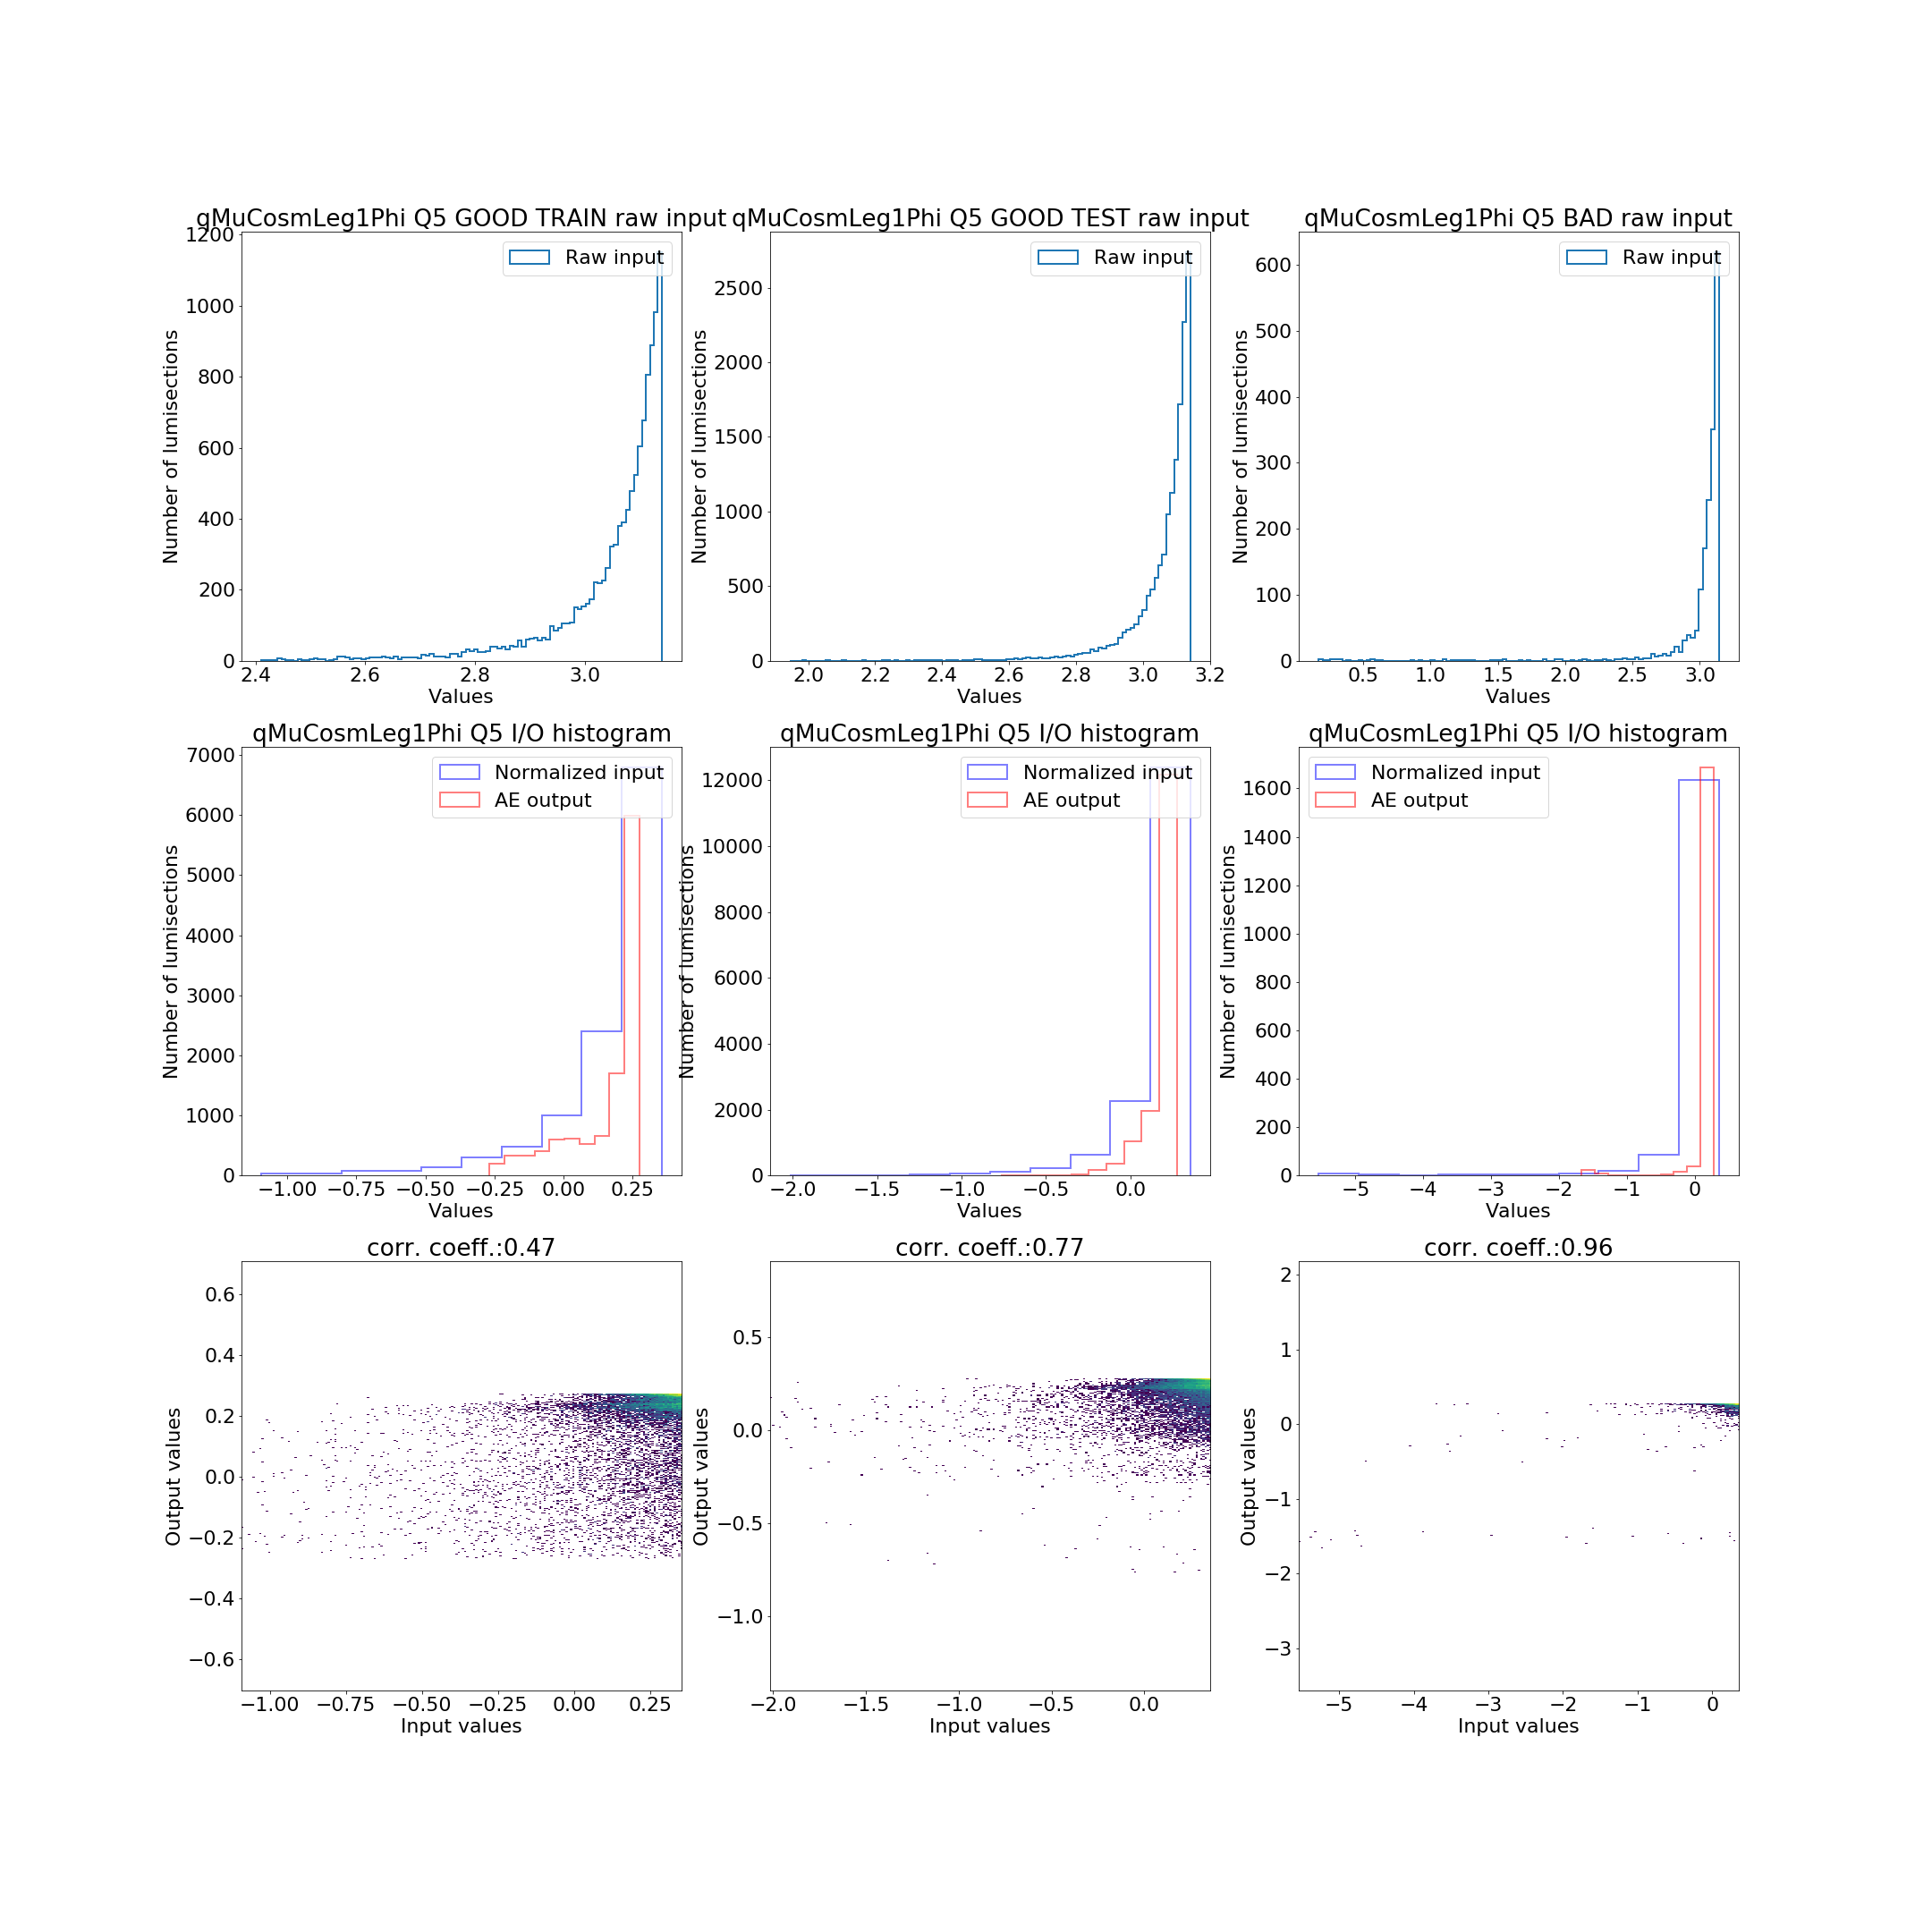 qMuCosmLeg1Phi Q5 GOOD TRAIN raw input
qMuCosmLeg1Phi Q5 GOOD TEST raw input
qMuCosmLeg1Phi Q5 BAD raw input
Number of lumisections
1200
1000
800
600
400
200
0
Raw input
2.4 2.6 2.8 3.0
Values
Number of lumisections
2500
2000
1500
1000
500
0
Raw input
2.0 2.2 2.4 2.6 2.8 3.0 3.2
Values
Number of lumisections
600
500
400
300
200
100
0
Raw input
0.5 1.0 1.5 2.0 2.5 3.0
Values
qMuCosmLeg1Phi Q5 I/O histogram
Number of lumisections
7000
6000
5000
4000
3000
2000
1000
0
Normalized input
AE output
−1.00 −0.75 −0.50 −0.25 0.00 0.25
Values
qMuCosmLeg1Phi Q5 I/O histogram
Number of lumisections
12000
10000
8000
6000
4000
2000
0
Normalized input
AE output
−2.0 −1.5 −1.0 −0.5 0.0
Values
qMuCosmLeg1Phi Q5 I/O histogram
Number of lumisections
1600
1400
1200
1000
800
600
400
200
0
Normalized input
AE output
−5 −4 −3 −2 −1 0
Values
corr. coeff.:0.47
Output values
0.6
0.4
0.2
0.0
−0.2
−0.4
−0.6
−1.00 −0.75 −0.50 −0.25 0.00 0.25
Input values
corr. coeff.:0.77
Output values
0.5
0.0
−0.5
−1.0
−2.0 −1.5 −1.0 −0.5 0.0
Input values
corr. coeff.:0.96
Output values
2
1
0
−1
−2
−3
−5 −4 −3 −2 −1 0
Input values